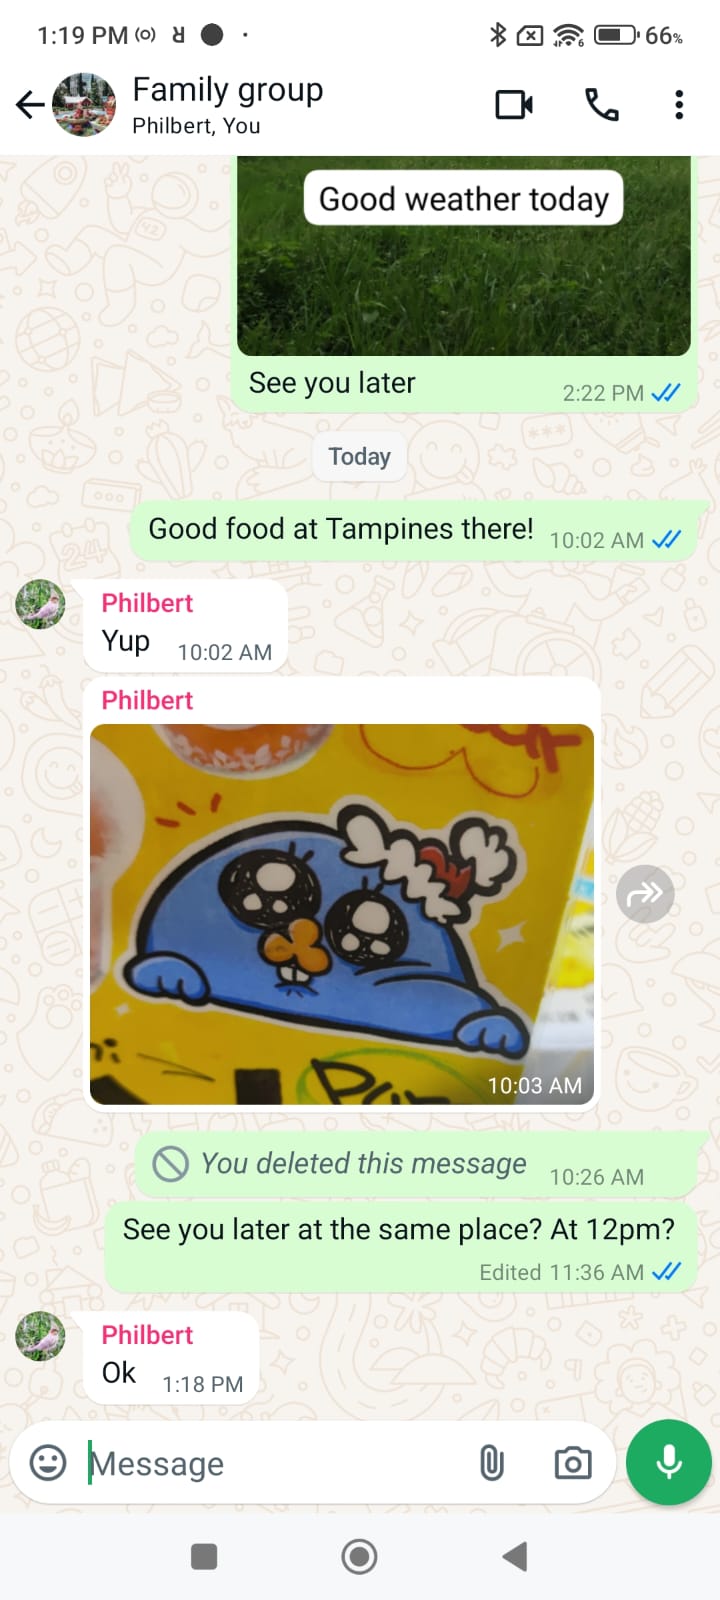 1:19 PM
66%
Family group
Philbert, You
Good weather today
See you later
2:22 PM
Today
Good food at Tampines there!
10:02 AM
Philbert
Yup
10:02 AM
Philbert
10:03 AM
You deleted this message
10:26 AM
See you later at the same place? At 12pm?
Edited 11:36 AM
Philbert
Ok
1:18 PM
Message